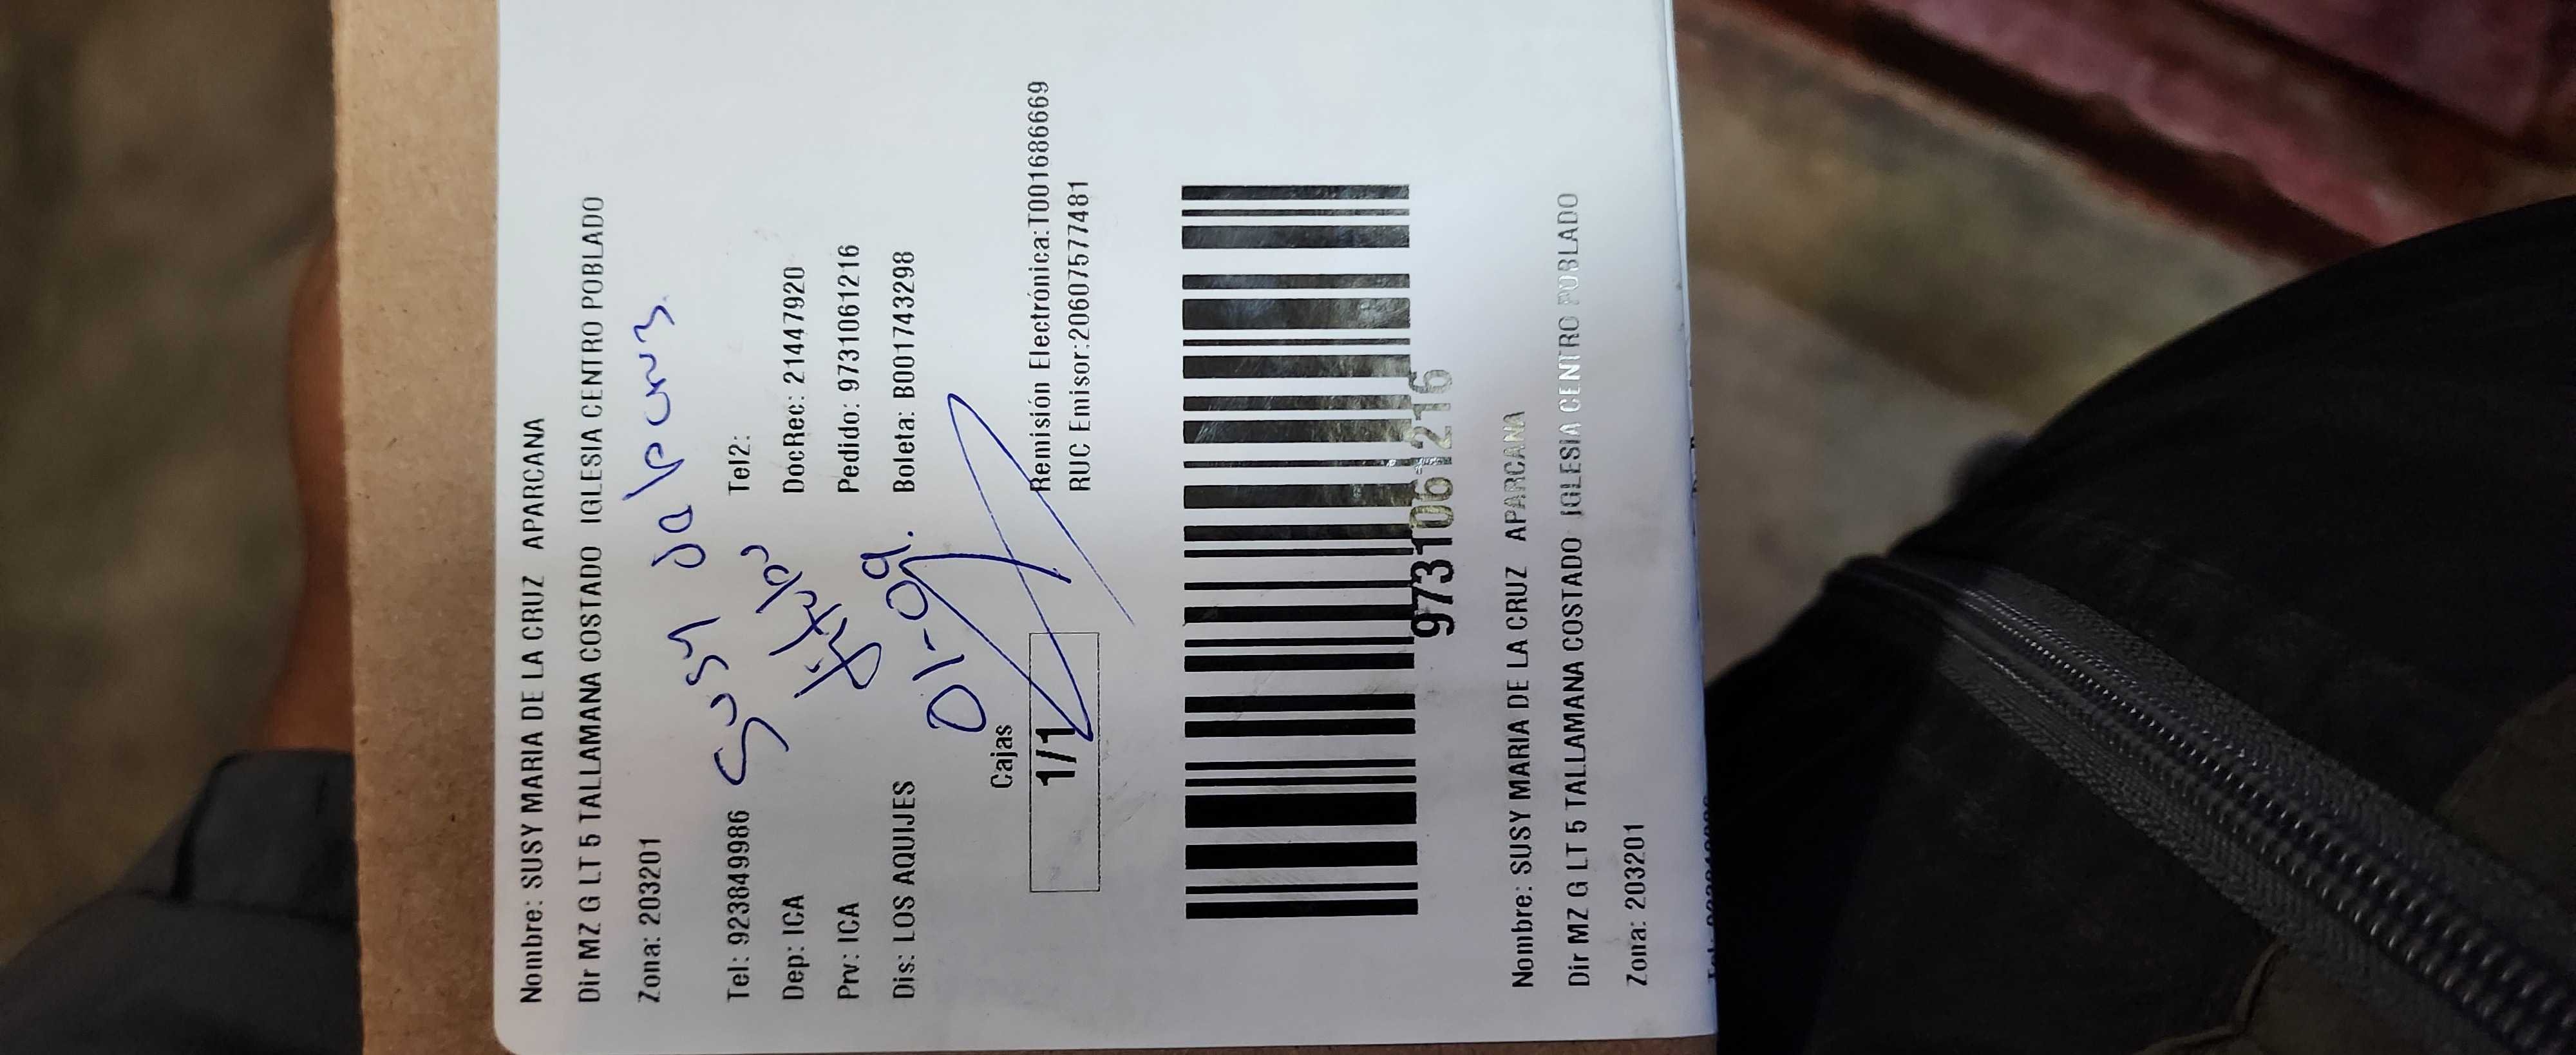 Nombre: SUSY MARIA DE LA CRUZ APARCANA
Dir MZ G LT 5 TALLAMANA COSTADO IGLESIA CENTRO POBLADO
Zona: 203201
Susy da la cruz
Tel: 923849986 Tel2:
Dep: ICA DocRec: 21447920
titular
Prv: ICA Pedido: 9731061216
Dis: LOS AQUIJES Boleta: B001743298
01-09.
Cajas
1/1
Remisión Electrónica:T001686669
RUC Emisor:20607577481
9731061216
Nombre: SUSY MARIA DE LA CRUZ APARCANA
Dir MZ G LT 5 TALLAMANA COSTADO IGLESIA CENTRO POBLADO
Zona: 203201